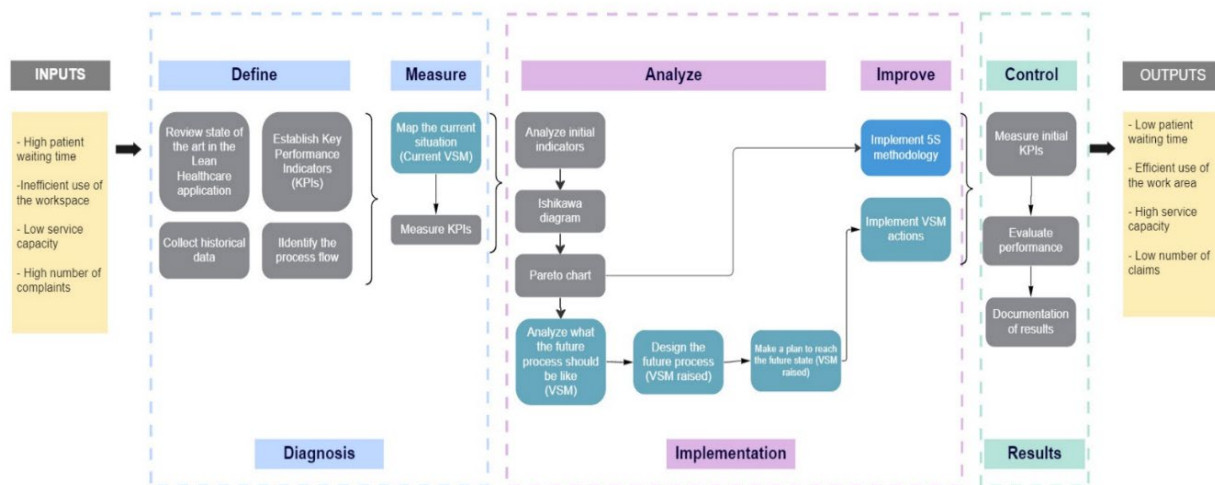 INPUTS
- High patient
waiting time
-Inefficient use of
the workspace
- Low service
capacity
- High number of
complaints
Define
Review state of
the art in the
Lean
Healthcare
application
Establish Key
Performance
Indicators
(KPIs)
Collect historical
data
IIdentify the
process flow
Measure
Map the current
situation
(Current VSM)
Measure KPIs
Diagnosis
Analyze
Analyze initial
indicators
Ishikawa
diagram
Pareto chart
Analyze what
the future
process should
be like
(VSM)
Design the
future process
(VSM raised)
Make a plan to reach
the future state (VSM
raised)
Improve
Implement 5S
methodology
Implement VSM
actions
Implementation
Control
Measure initial
KPIs
Evaluate
performance
Documentation
of results
Results
OUTPUTS
- Low patient
waiting time
- Efficient use of
the work area
- High service
capacity
- Low number of
claims